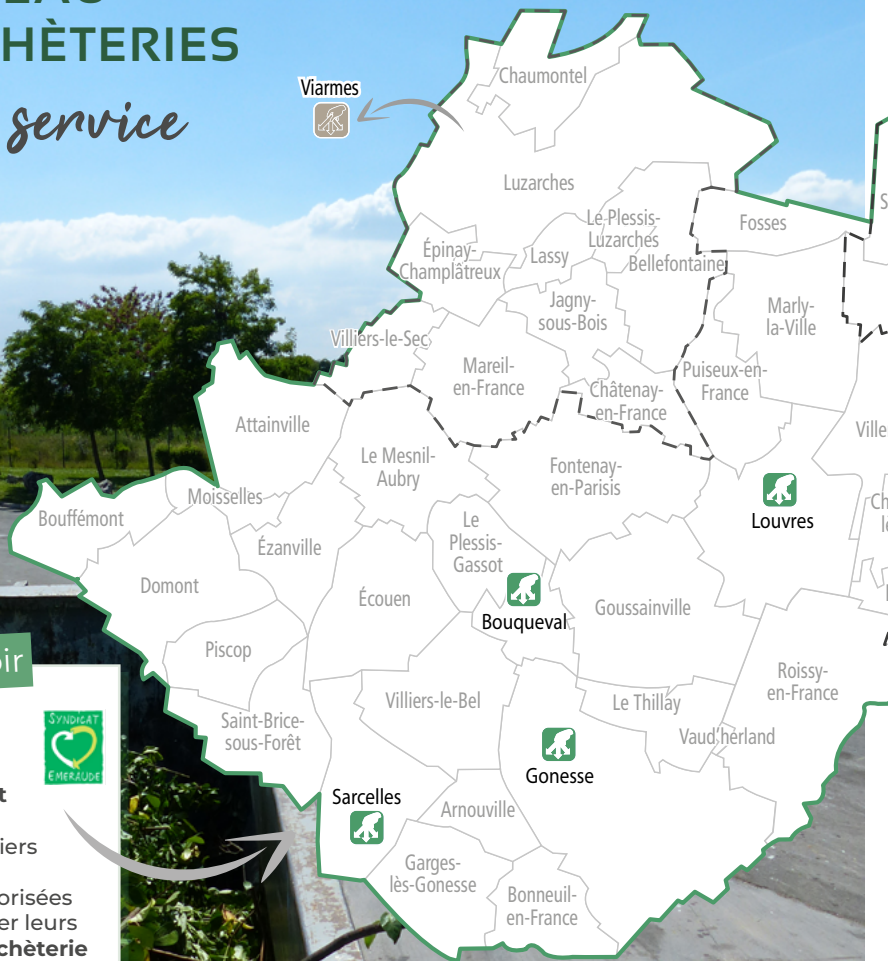 HÈTERIES
service
Viarmes
Chaumontel
Luzarches
Le Plessis-
Luzarches
Fosses
Épinay-
Champlâtreux
Lassy
Bellefontaine
Jagny-
sous-Bois
Marly-
la-Ville
Villiers-le-Sec
Mareil-
en-France
Puiseux-en-
France
Châtenay-
en-France
Attainville
Le Mesnil-
Aubry
Fontenay-
en-Parisis
Moisselles
Bouffémont
Louvres
Ézanville
Le
Plessis-
Gassot
Domont
Écouen
Bouqueval
Goussainville
Piscop
Roissy-
en-France
Villiers-le-Bel
Le Thillay
Saint-Brice-
sous-Forêt
Vaud'herland
Gonesse
Sarcelles
Arnouville
Garges-
lès-Gonesse
Bonneuil-
en-France
oir
SYNDICAT
EMERAUDE
t
iers
orisées
er leurs
chèterie